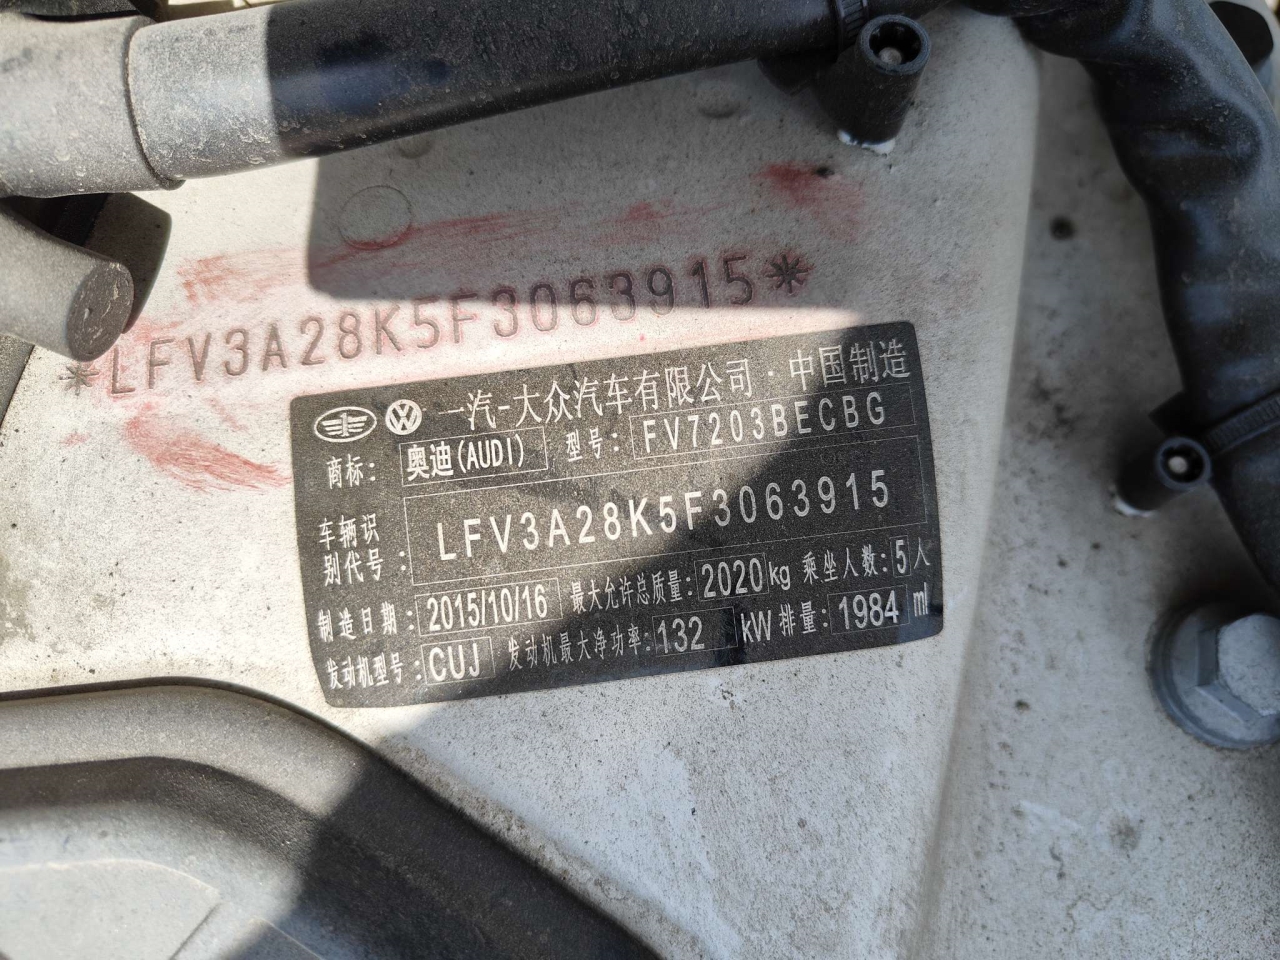 *LFV3A28K5F3063915*
一汽-大众汽车有限公司·中国制造
商标: 奥迪(AUDI) 型号: FV7203BECBG
车辆识别代号: LFV3A28K5F3063915
制造日期: 2015/10/16 最大允许总质量: 2020kg 乘坐人数: 5人
发动机型号: CUJ 发动机最大净功率: 132 kW 排量: 1984 ml